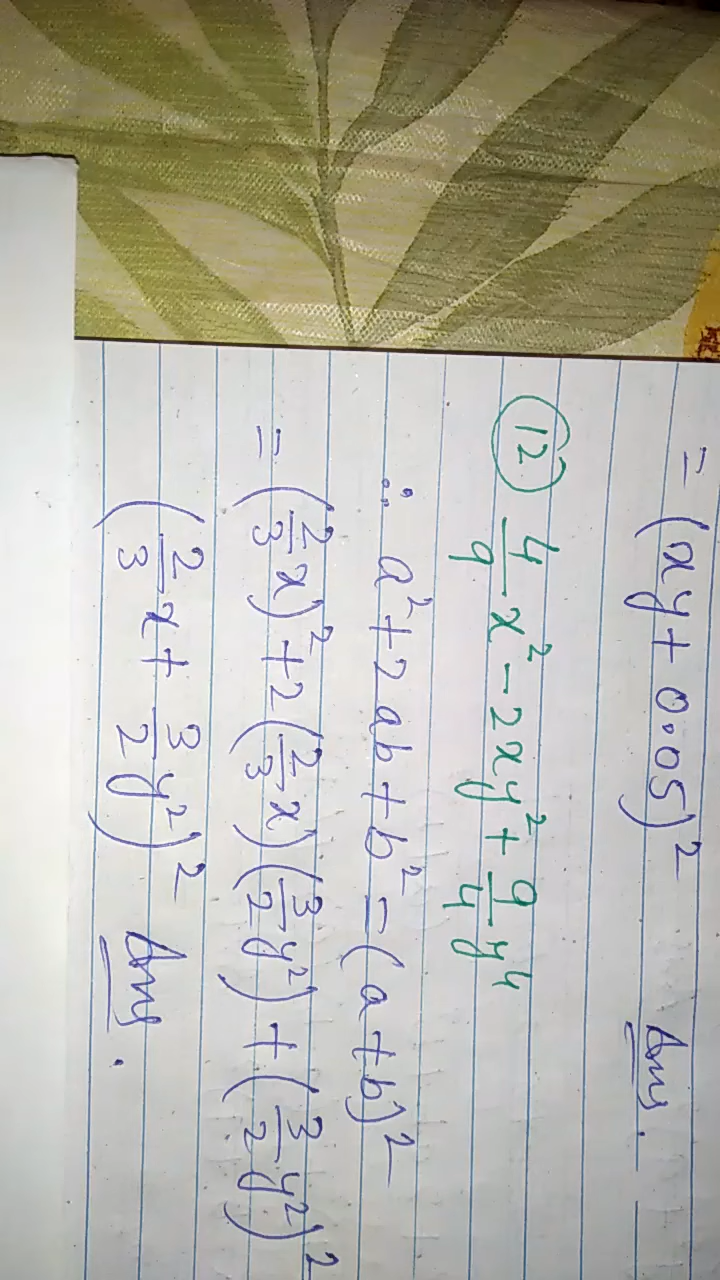 = (xy + 0.05)² Ans.
(12) 4/9 x² - 2xy² + 9/4 y⁴
∴ a² + 2ab + b² = (a + b)²
= (2/3 x)² + 2(2/3 x)(3/2 y²) + (3/2 y²)²
(2/3 x + 3/2 y²)² Ans.